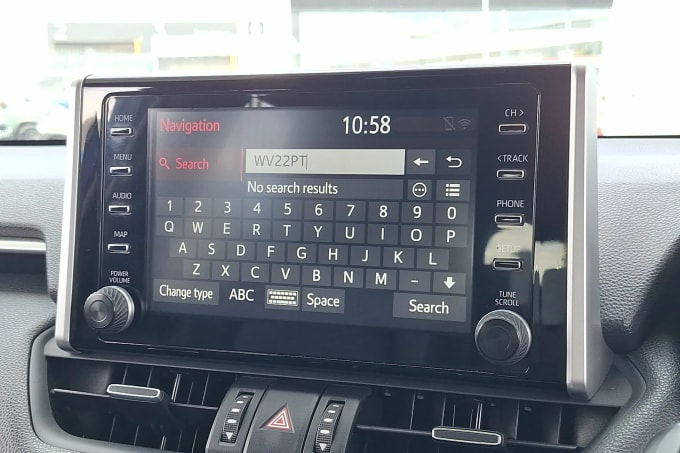 HOME
MENU
AUDIO
MAP
POWER
VOLUME
Navigation
10:58
Search
WV22PT
No search results
1 2 3 4 5 6 7 8 9 0
Q W E R T Y U I O P
A S D F G H J K L
Z X C V B N M –
Change type ABC Space Search
CH >
< TRACK
PHONE
SETUP
TUNE
SCROLL